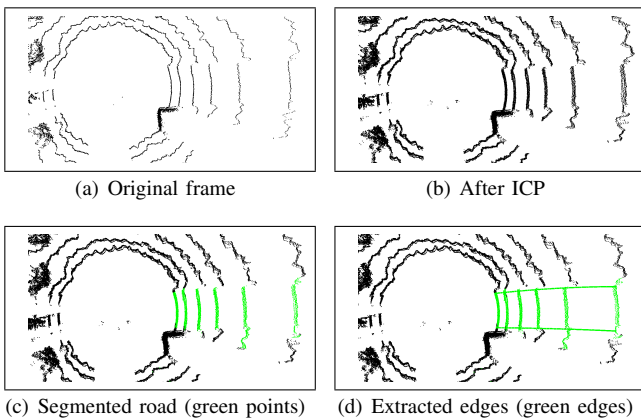 (a) Original frame
(b) After ICP
(c) Segmented road (green points)
(d) Extracted edges (green edges)